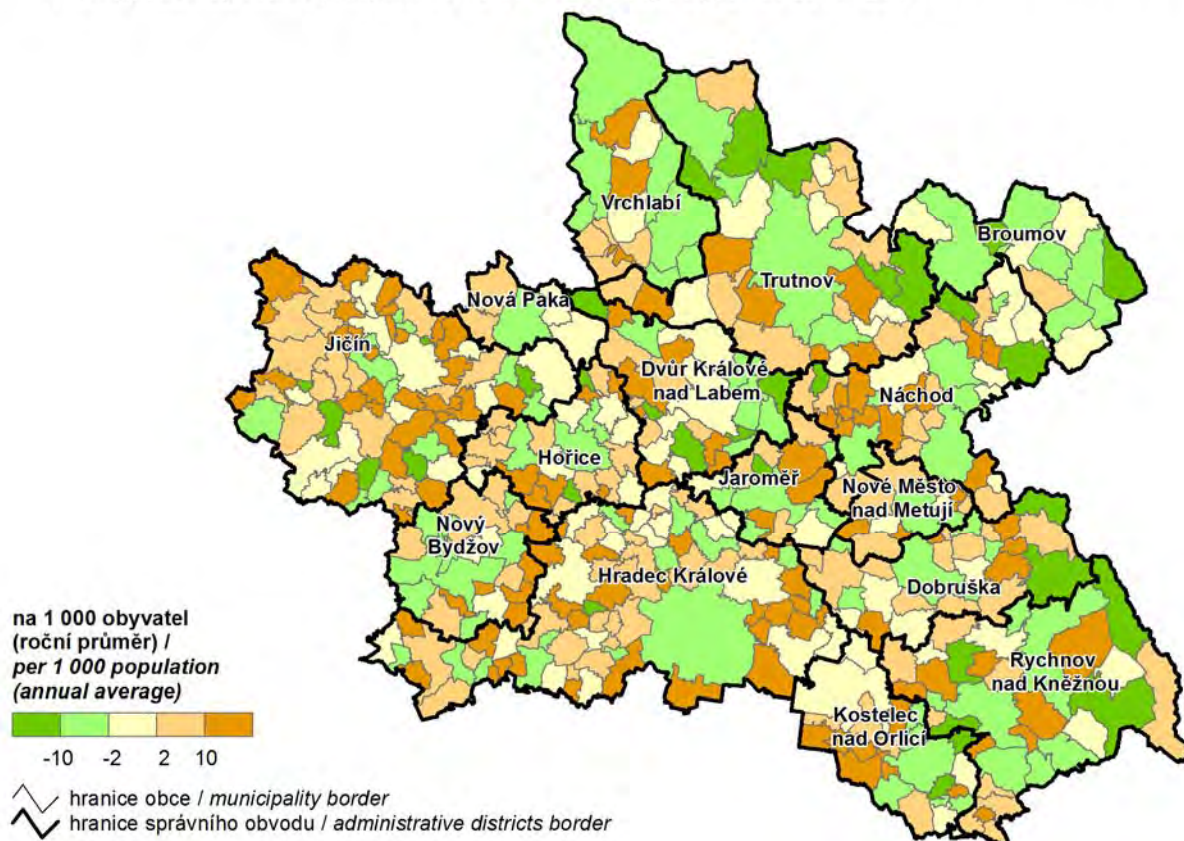 Vrchlabí
Broumov
Trutnov
Nová Paka
Jičín
Dvůr Králové
nad Labem
Náchod
Hořice
Jaroměř
Nové Město
nad Metují
Nový
Bydžov
Hradec Králové
Dobruška
Rychnov
nad Kněžnou
Kostelec
nad Orlicí
na 1 000 obyvatel
(roční průměr) /
per 1 000 population
(annual average)
-10 -2 2 10
hranice obce / municipality border
hranice správního obvodu / administrative districts border